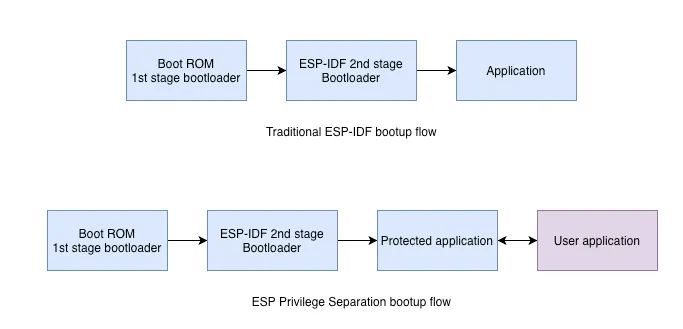 Boot ROM
1st stage bootloader
ESP-IDF 2nd stage
Bootloader
Application
Traditional ESP-IDF bootup flow
Boot ROM
1st stage bootloader
ESP-IDF 2nd stage
Bootloader
Protected application
User application
ESP Privilege Separation bootup flow